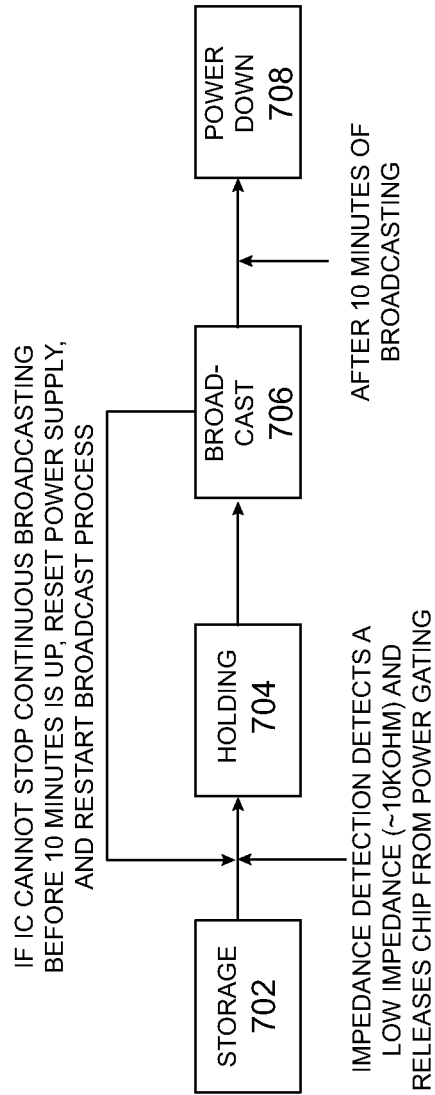 IF IC CANNOT STOP CONTINUOUS BROADCASTING
BEFORE 10 MINUTES IS UP, RESET POWER SUPPLY,
AND RESTART BROADCAST PROCESS
STORAGE
702
HOLDING
704
BROAD-
CAST
706
POWER
DOWN
708
IMPEDANCE DETECTION DETECTS A
LOW IMPEDANCE (~10KOHM) AND
RELEASES CHIP FROM POWER GATING
AFTER 10 MINUTES OF
BROADCASTING